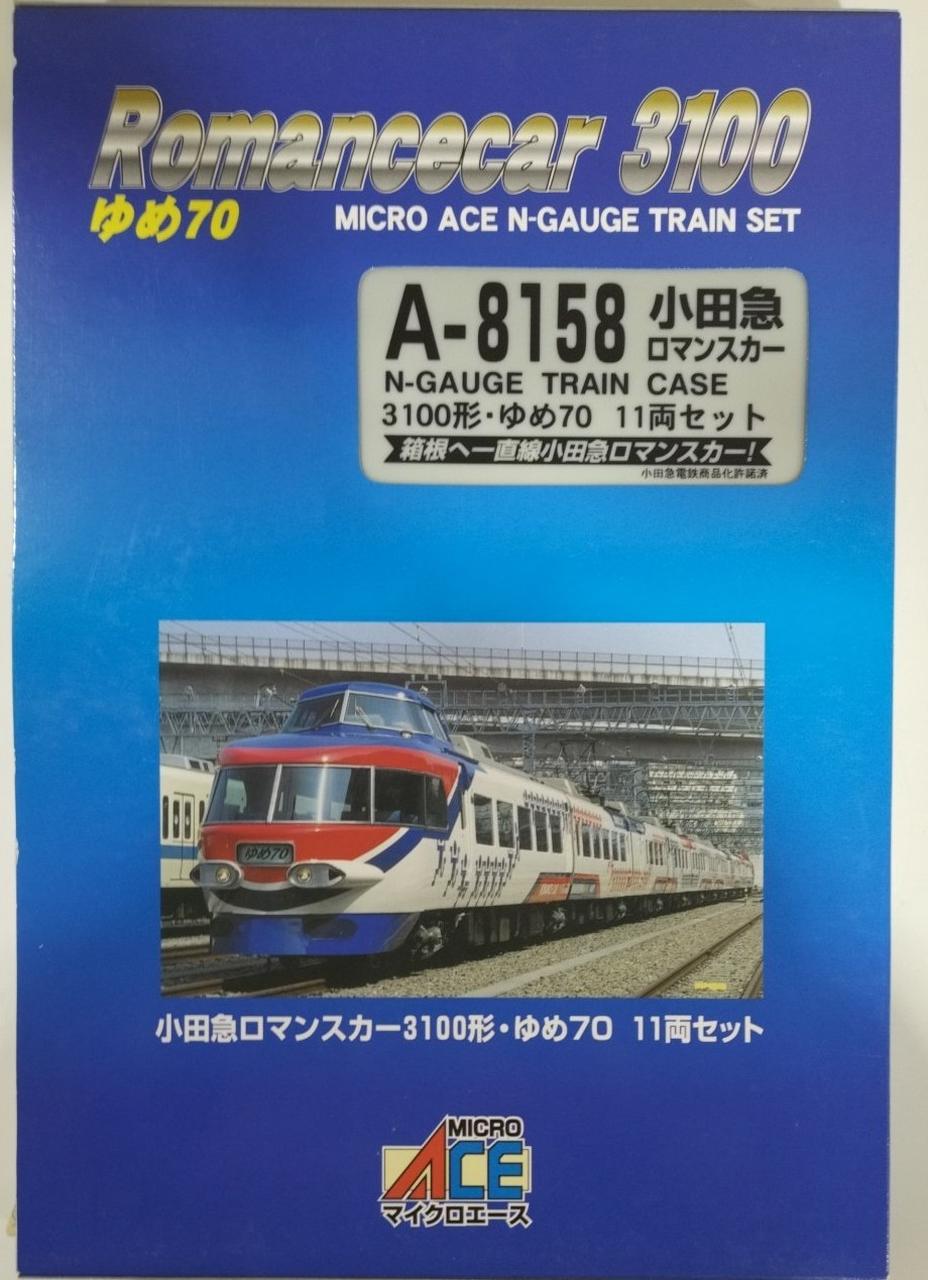 Romancecar 3100
ゆめ70
MICRO ACE N-GAUGE TRAIN SET
A-8158 小田急
ロマンスカー
N-GAUGE TRAIN CASE
3100形・ゆめ70 11両セット
箱根へ一直線小田急ロマンスカー!
小田急電鉄商品化許諾済
ゆめ70
小田急ロマンスカー3100形・ゆめ70 11両セット
MICRO
ACE
マイクロエース